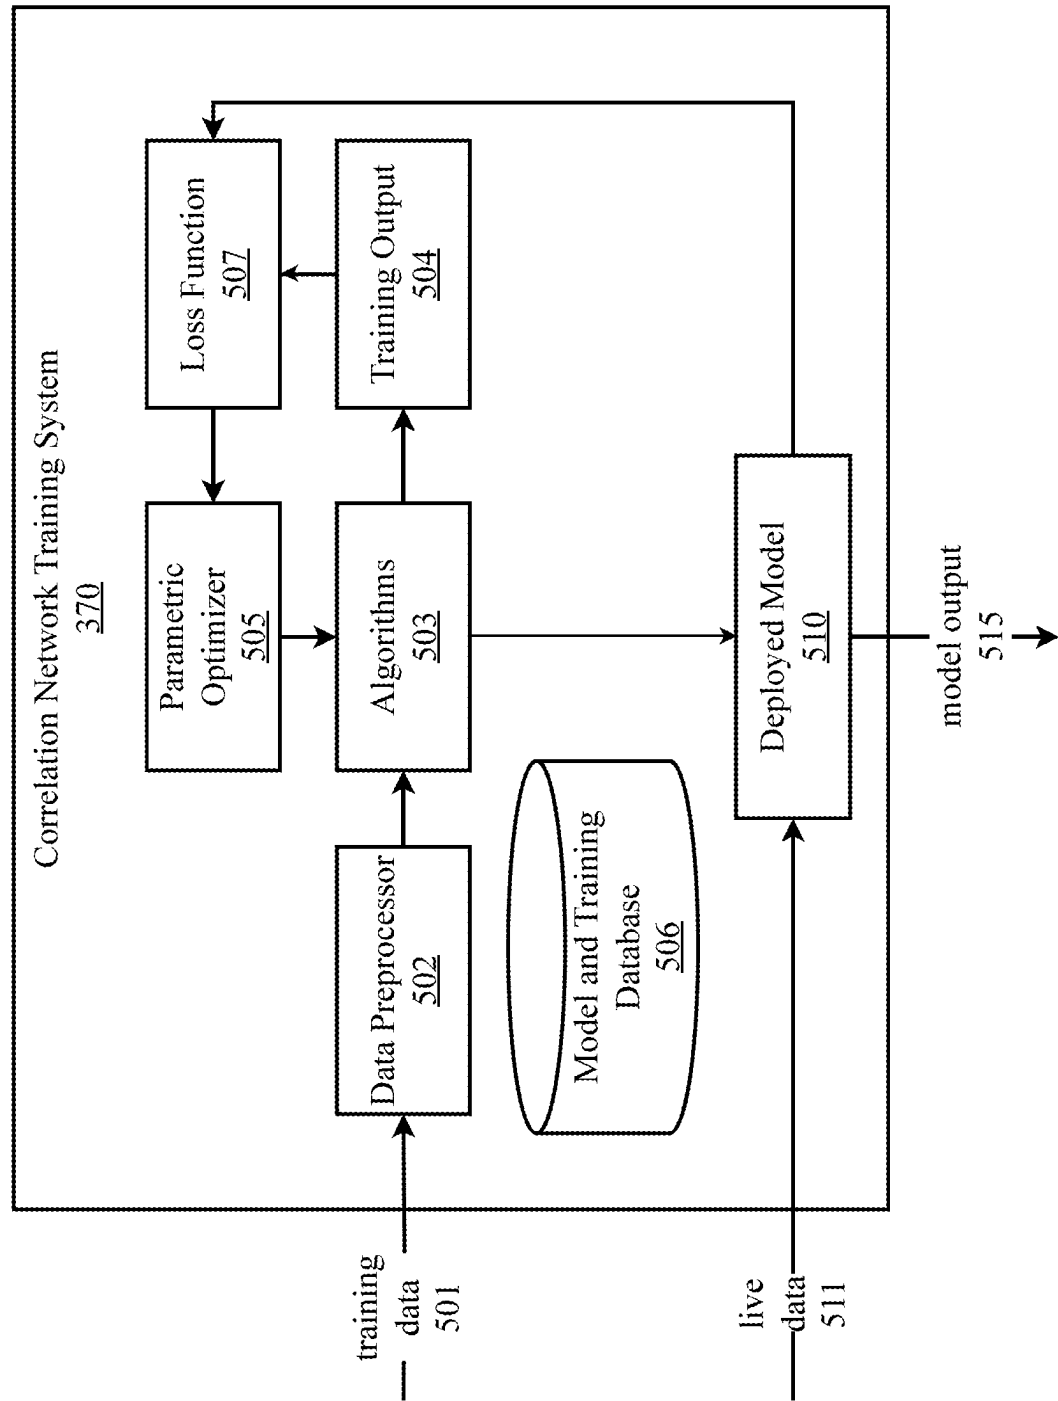 Correlation Network Training System
370
Parametric
Optimizer
505
Loss Function
507
training
data
501
Data Preprocessor
502
Algorithms
503
Training Output
504
Model and Training
Database
506
live
data
511
Deployed Model
510
model output
515